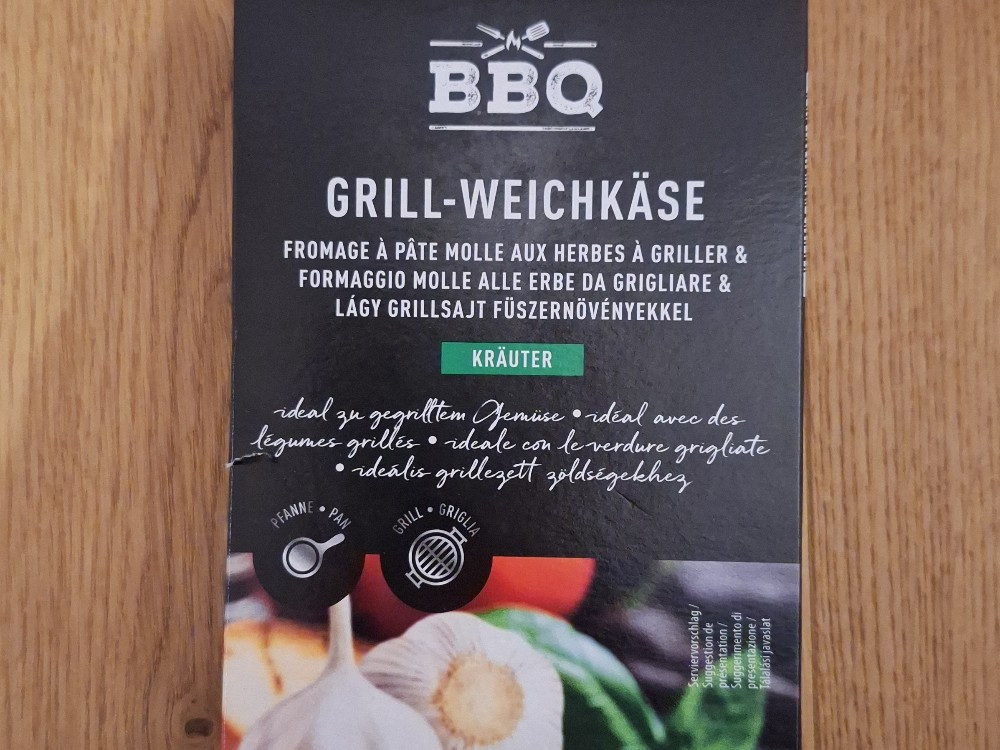 BBQ
GRILL-WEICHKÄSE
FROMAGE À PÂTE MOLLE AUX HERBES À GRILLER &
FORMAGGIO MOLLE ALLE ERBE DA GRIGLIARE &
LÁGY GRILLSAJT FÜSZERNÖVÉNYEKKEL
KRÄUTER
ideal zu gegrilltem Gemüse • idéal avec des
légumes grillés • ideale con le verdure grigliate
• ideális grillezett zöldségekhez
PFANNE • PAN
GRILL • GRIGLIA
Serviervorschlag /
Suggestion de
présentation /
Suggerimento di
presentazione /
Tálalási javaslat